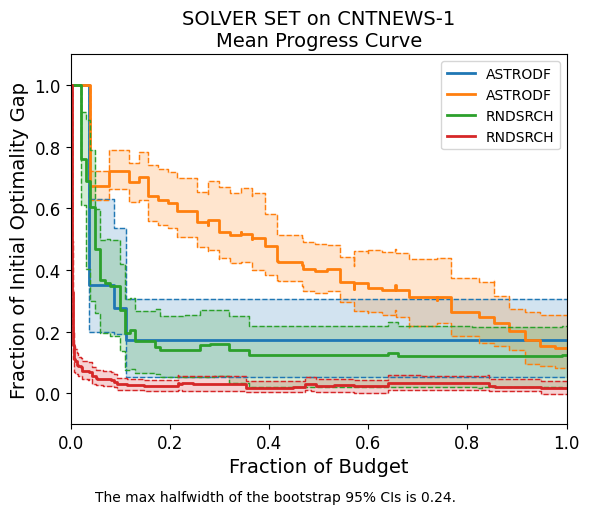 SOLVER SET on CNTNEWS-1
Mean Progress Curve
Fraction of Initial Optimality Gap
1.0
0.8
0.6
0.4
0.2
0.0
ASTRODF
ASTRODF
RNDSRCH
RNDSRCH
0.0 0.2 0.4 0.6 0.8 1.0
Fraction of Budget
The max halfwidth of the bootstrap 95% CIs is 0.24.